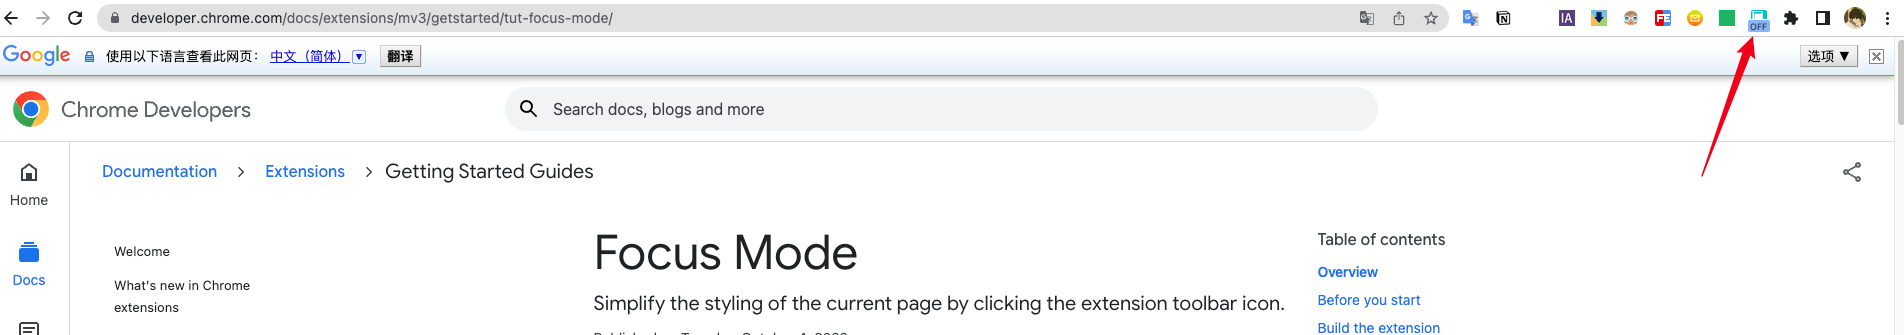 developer.chrome.com/docs/extensions/mv3/getstarted/tut-focus-mode/
IA
FE
OFF
Google 使用以下语言查看此网页： 中文（简体） 翻译 选项 ▼
Chrome Developers
Search docs, blogs and more
Documentation > Extensions > Getting Started Guides
Home
Docs
Welcome
What's new in Chrome
extensions
Focus Mode
Simplify the styling of the current page by clicking the extension toolbar icon.
Table of contents
Overview
Before you start
Build the extension